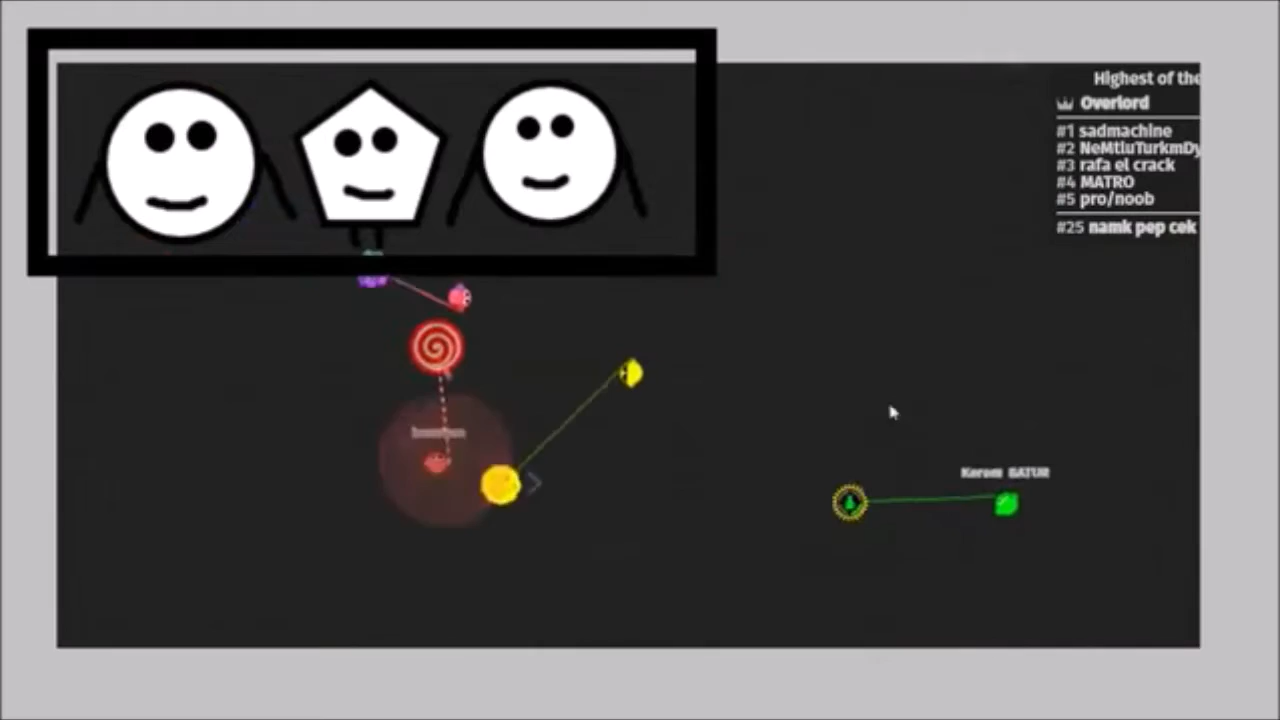 Highest of the
Overlord
#1 sadmachine
#2 NeMtluTurkmDy
#3 rafa el crack
#4 MATRO
#5 pro/noob
#25 namk pep cek
Kerem BATUR